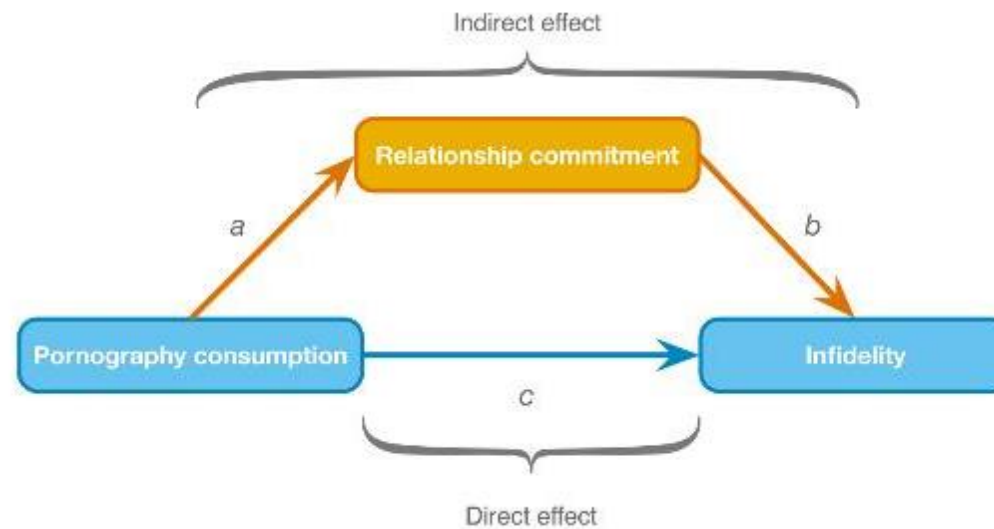 Indirect effect
Relationship commitment
a
b
Pornography consumption
Infidelity
c
Direct effect